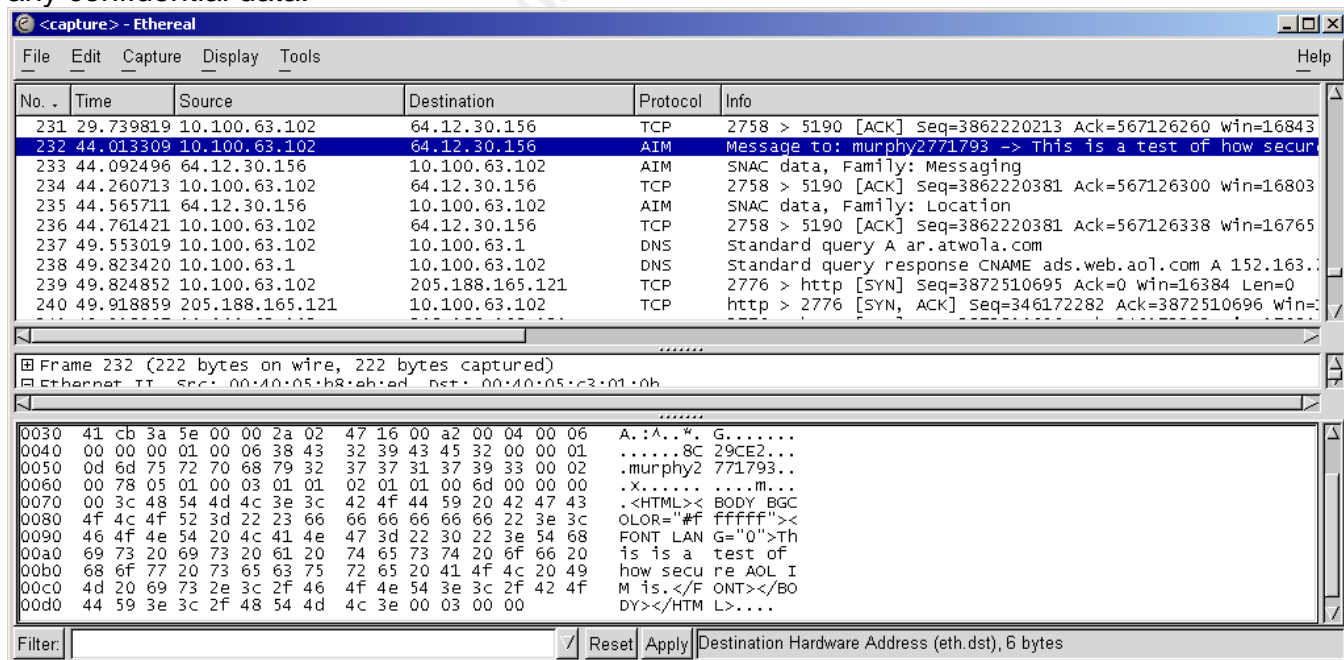 any confidential data.
<capture> - Ethereal
File Edit Capture Display Tools Help
No. Time Source Destination Protocol Info
231 29.739819 10.100.63.102 64.12.30.156 TCP 2758 > 5190 [ACK] Seq=3862220213 Ack=567126260 Win=16843
232 44.013309 10.100.63.102 64.12.30.156 AIM Message to: murphy2771793 -> This is a test of how secur
233 44.092496 64.12.30.156 10.100.63.102 AIM SNAC data, Family: Messaging
234 44.260713 10.100.63.102 64.12.30.156 TCP 2758 > 5190 [ACK] Seq=3862220381 Ack=567126300 Win=16803
235 44.565711 64.12.30.156 10.100.63.102 AIM SNAC data, Family: Location
236 44.761421 10.100.63.102 64.12.30.156 TCP 2758 > 5190 [ACK] Seq=3862220381 Ack=567126338 Win=16765
237 49.553019 10.100.63.102 10.100.63.1 DNS Standard query A ar.atwola.com
238 49.823420 10.100.63.1 10.100.63.102 DNS Standard query response CNAME ads.web.aol.com A 152.163.
239 49.824852 10.100.63.102 205.188.165.121 TCP 2776 > http [SYN] Seq=3872510695 Ack=0 Win=16384 Len=0
240 49.918859 205.188.165.121 10.100.63.102 TCP http > 2776 [SYN, ACK] Seq=346172282 Ack=3872510696 Win=
Frame 232 (222 bytes on wire, 222 bytes captured)
Ethernet II, Src: 00:40:05:b8:eb:ed, Dst: 00:40:05:c3:01:0b
0030 41 cb 3a 5e 00 00 2a 02 47 16 00 a2 00 04 00 06 A.:^..*. G.......
0040 00 00 00 01 00 06 38 43 32 39 43 45 32 00 00 01 ......8C 29CE2...
0050 0d 6d 75 72 70 68 79 32 37 37 31 37 39 33 00 02 .murphy2 771793..
0060 00 78 05 01 00 03 01 01 02 01 01 00 6d 00 00 00 .x...... ....m...
0070 00 3c 48 54 4d 4c 3e 3c 42 4f 44 59 20 42 47 43 .<HTML>< BODY BGC
0080 4f 4c 4f 52 3d 22 23 66 66 66 66 66 66 22 3e 3c OLOR="#f fffff"><
0090 46 4f 4e 54 20 4c 41 4e 47 3d 22 30 22 3e 54 68 FONT LAN G="0">Th
00a0 69 73 20 69 73 20 61 20 74 65 73 74 20 6f 66 20 is is a test of
00b0 68 6f 77 20 73 65 63 75 72 65 20 41 4f 4c 20 49 how secu re AOL I
00c0 4d 20 69 73 2e 3c 2f 46 4f 4e 54 3e 3c 2f 42 4f M is.</F ONT></BO
00d0 44 59 3e 3c 2f 48 54 4d 4c 3e 00 03 00 00 DY></HTM L>....
Filter: Reset Apply Destination Hardware Address (eth.dst), 6 bytes